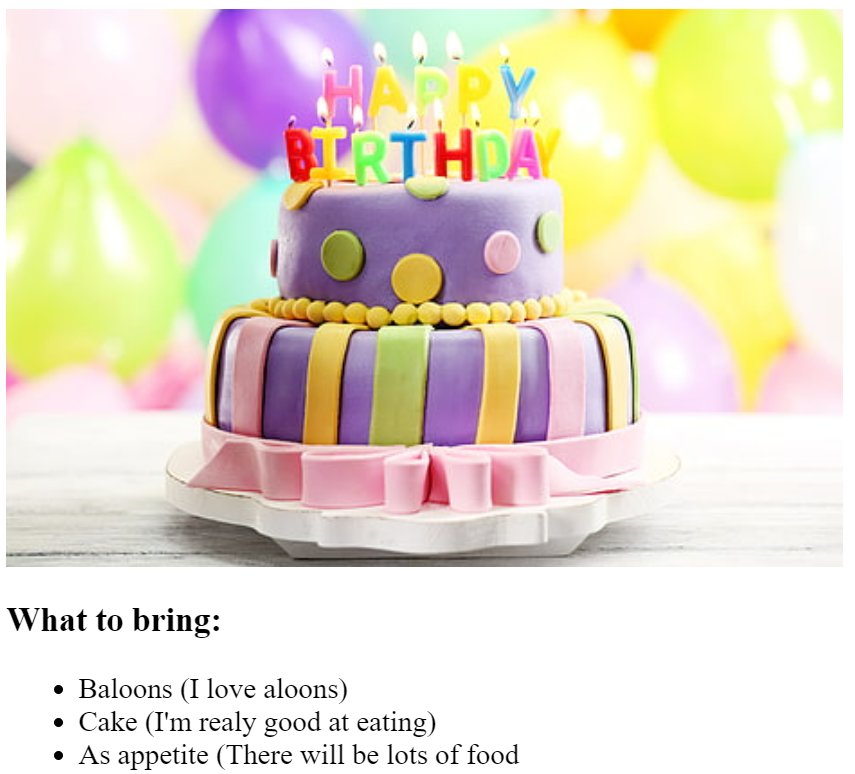 HAPPY
BIRTHDAY
What to bring:
Baloons (I love aloons)
Cake (I'm realy good at eating)
As appetite (There will be lots of food